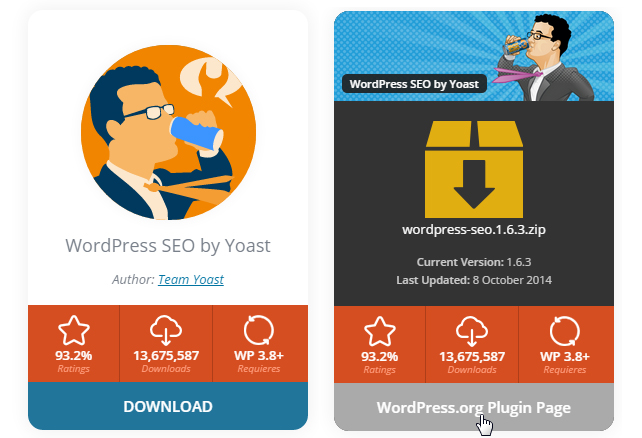 WordPress SEO by Yoast
Author: Team Yoast
93.2%
Ratings
13,675,587
Downloads
WP 3.8+
Requieres
DOWNLOAD
WordPress SEO by Yoast
wordpress-seo.1.6.3.zip
Current Version: 1.6.3
Last Updated: 8 October 2014
93.2%
Ratings
13,675,587
Downloads
WP 3.8+
Requieres
WordPress.org Plugin Page